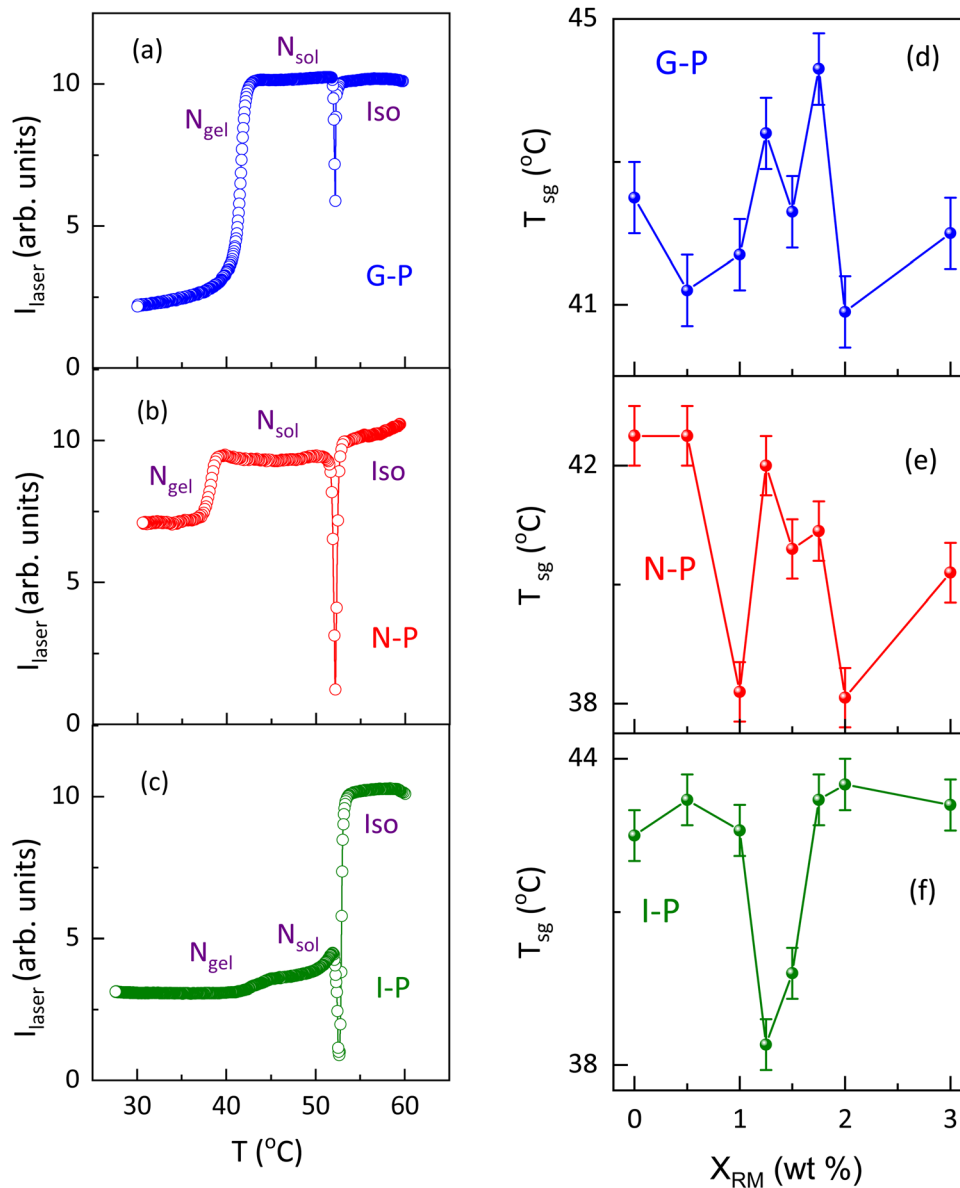 (a)
N_sol
N_gel
Iso
G-P
10
5
0
I_laser (arb. units)
(b)
N_sol
N_gel
Iso
N-P
10
5
0
I_laser (arb. units)
(c)
Iso
N_sol
N_gel
I-P
10
5
0
I_laser (arb. units)
30 40 50 60
T (°C)
45
G-P
(d)
41
T_sg (°C)
(e)
42
N-P
38
T_sg (°C)
44
(f)
I-P
38
T_sg (°C)
0 1 2 3
X_RM (wt %)